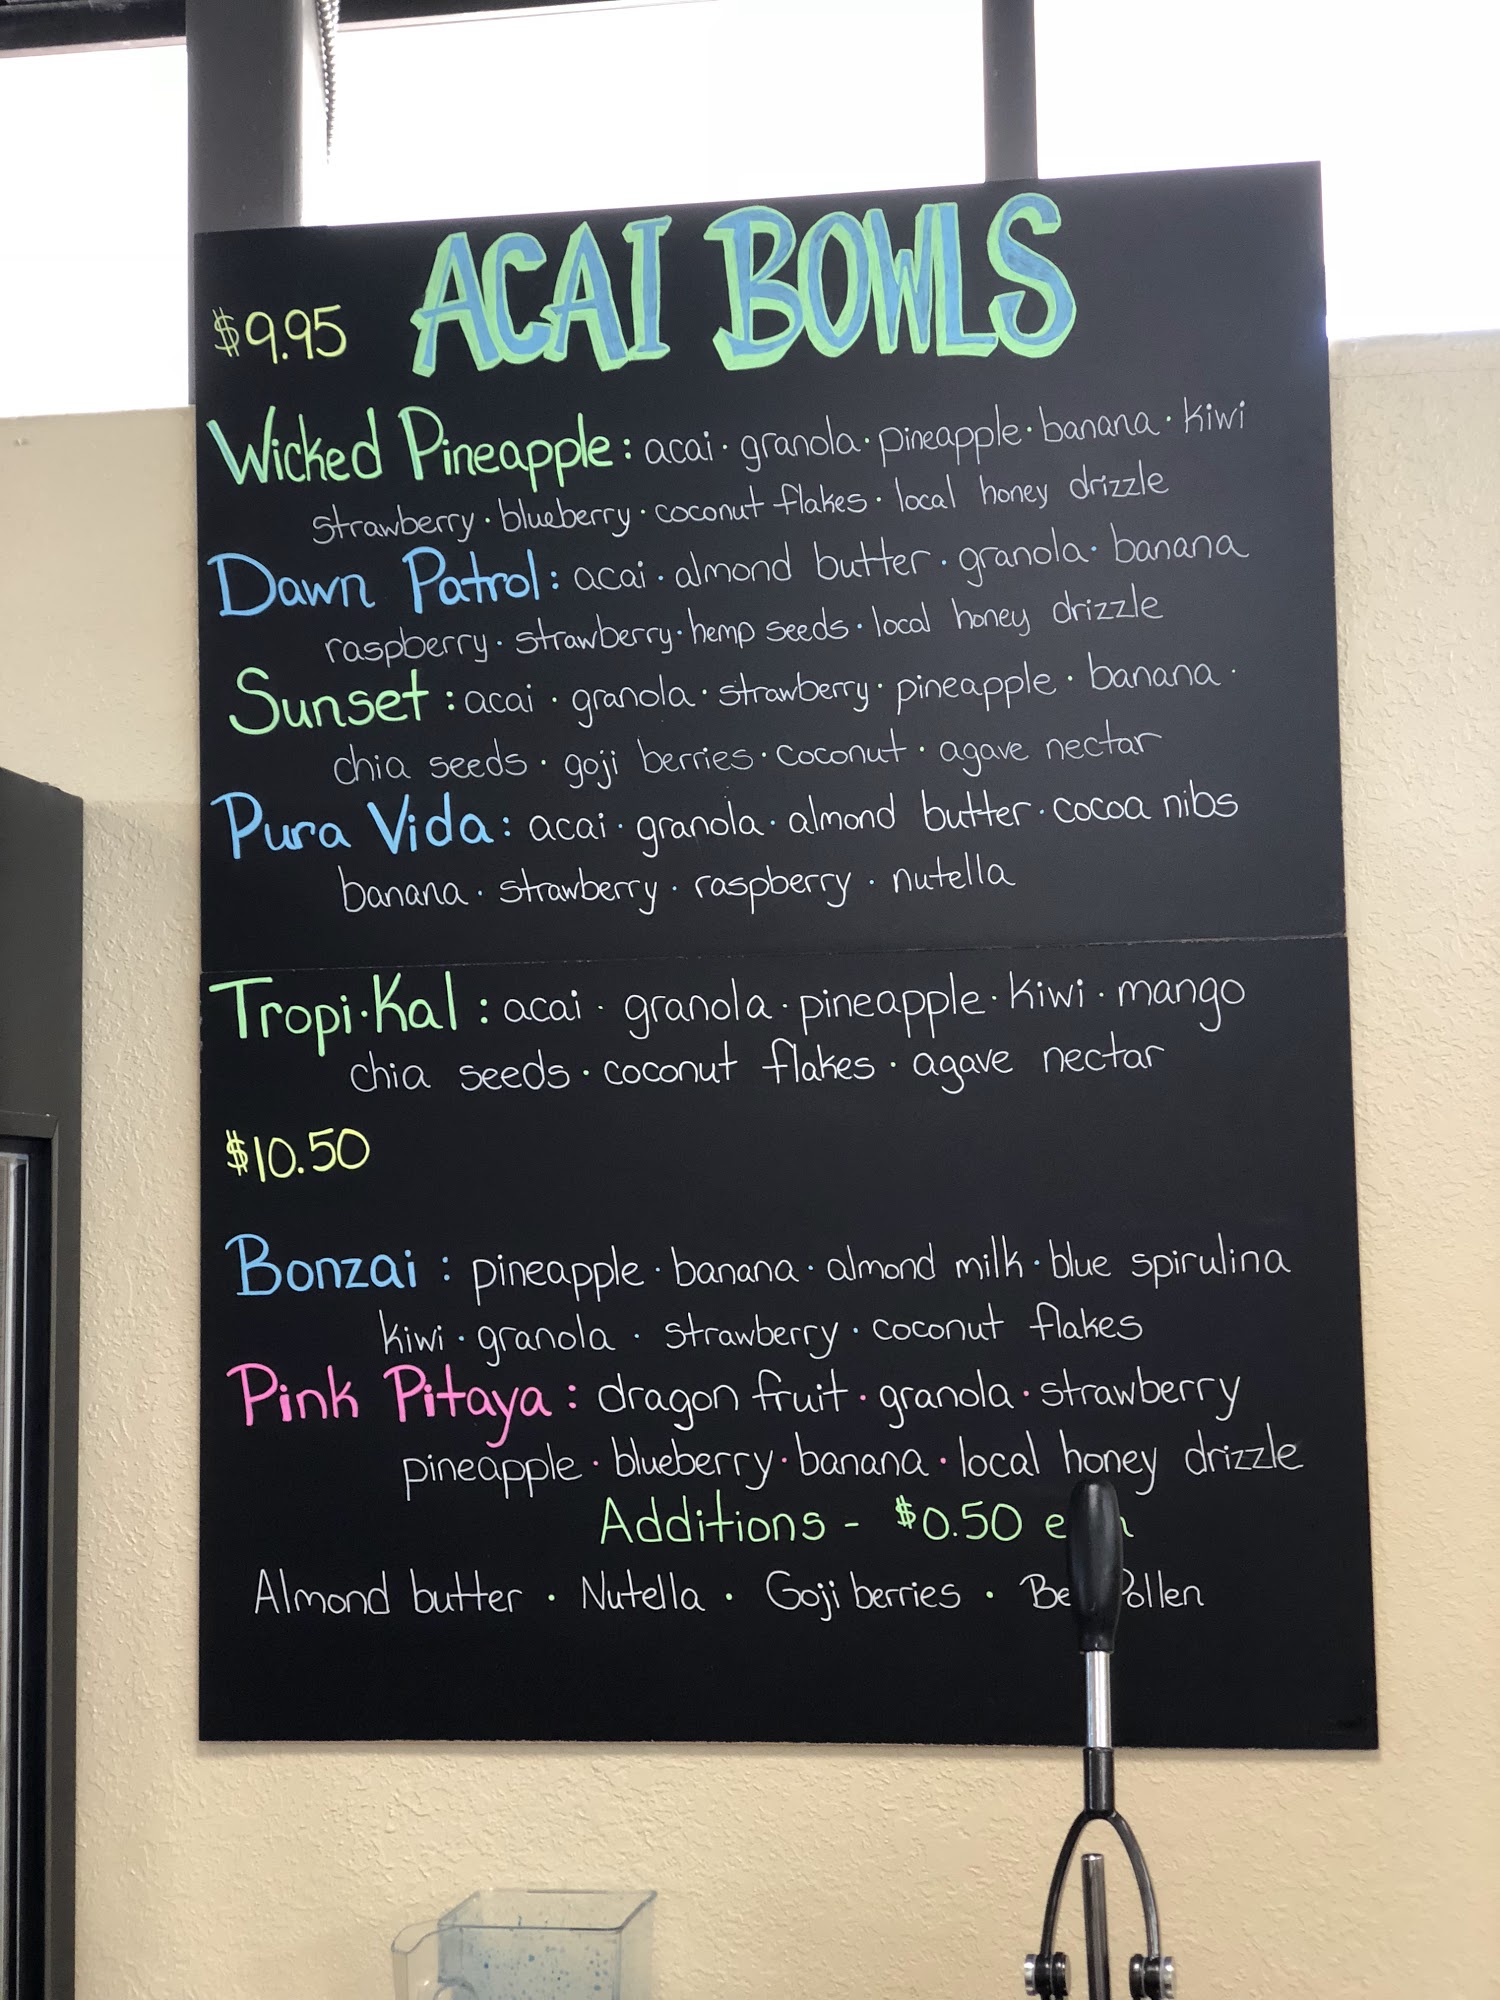 ACAI BOWLS
$9.95
Wicked Pineapple: acai · granola · pineapple · banana · kiwi
strawberry · blueberry · coconut flakes · local honey drizzle
Dawn Patrol: acai · almond butter · granola · banana
raspberry · strawberry · hemp seeds · local honey drizzle
Sunset: acai · granola · strawberry · pineapple · banana ·
chia seeds · goji berries · coconut · agave nectar
Pura Vida: acai · granola · almond butter · cocoa nibs
banana · strawberry · raspberry · nutella
Tropi·Kal: acai · granola · pineapple · kiwi · mango
chia seeds · coconut flakes · agave nectar
$10.50
Bonzai: pineapple · banana · almond milk · blue spirulina
kiwi · granola · strawberry · coconut flakes
Pink Pitaya: dragon fruit · granola · strawberry
pineapple · blueberry · banana · local honey drizzle
Additions - $0.50
Almond butter · Nutella · Goji berries · Bee Pollen